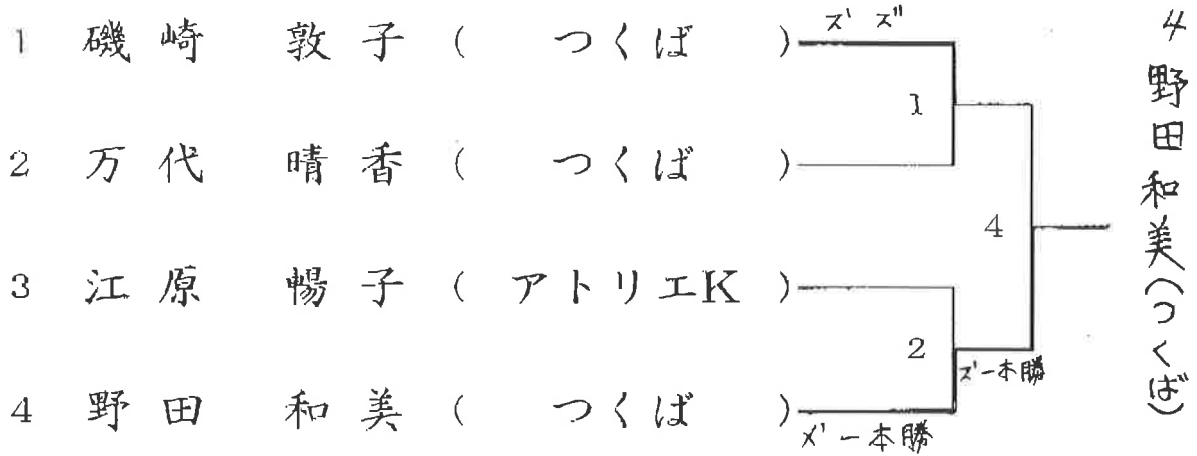 1 磯崎 敦子 ( つくば ) ズ' ズ"
1
2 万代 晴香 ( つくば )
4
3 江原 暢子 ( アトリエK )
2
ズ'一本勝
4 野田 和美 ( つくば )
メ'一本勝
4 野田和美(つくば)